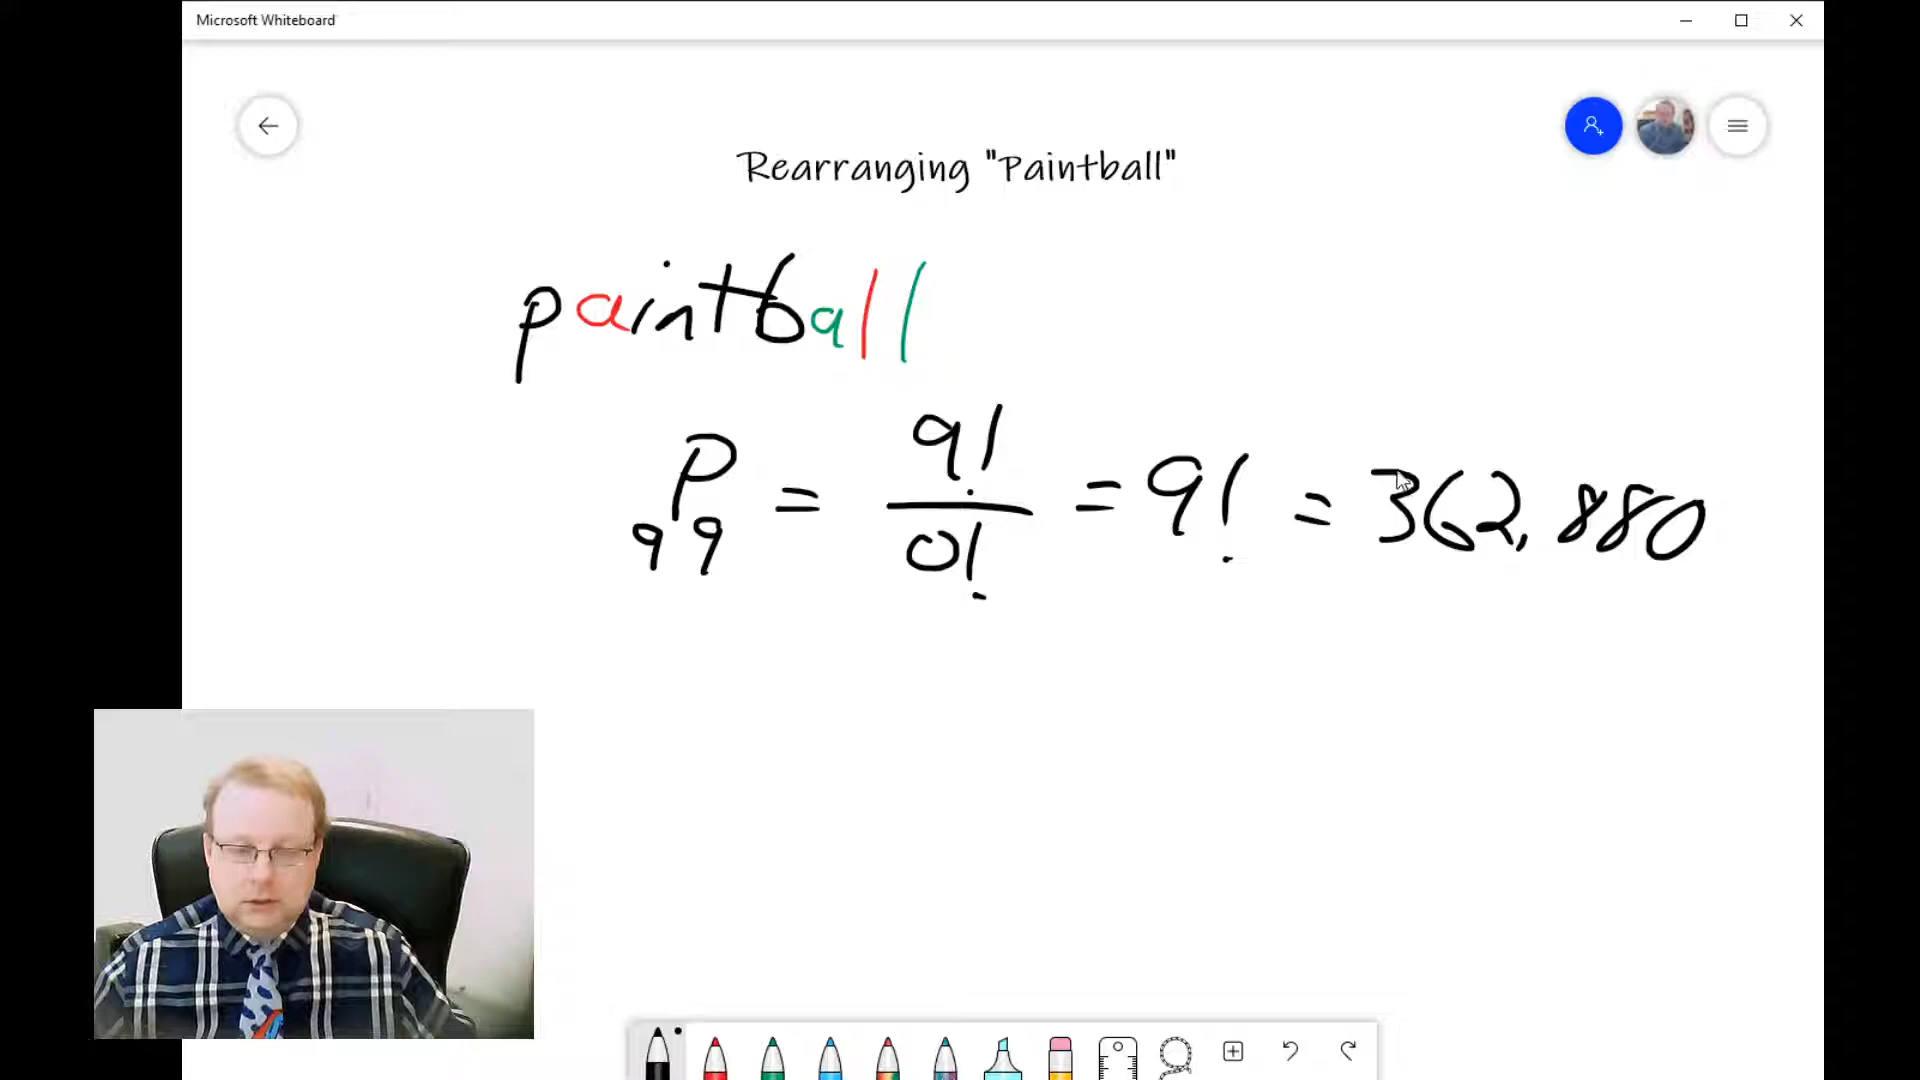 Microsoft Whiteboard
Rearranging "Paintball"
paintball
₉P₉ = 9!/0! = 9! = 362,880